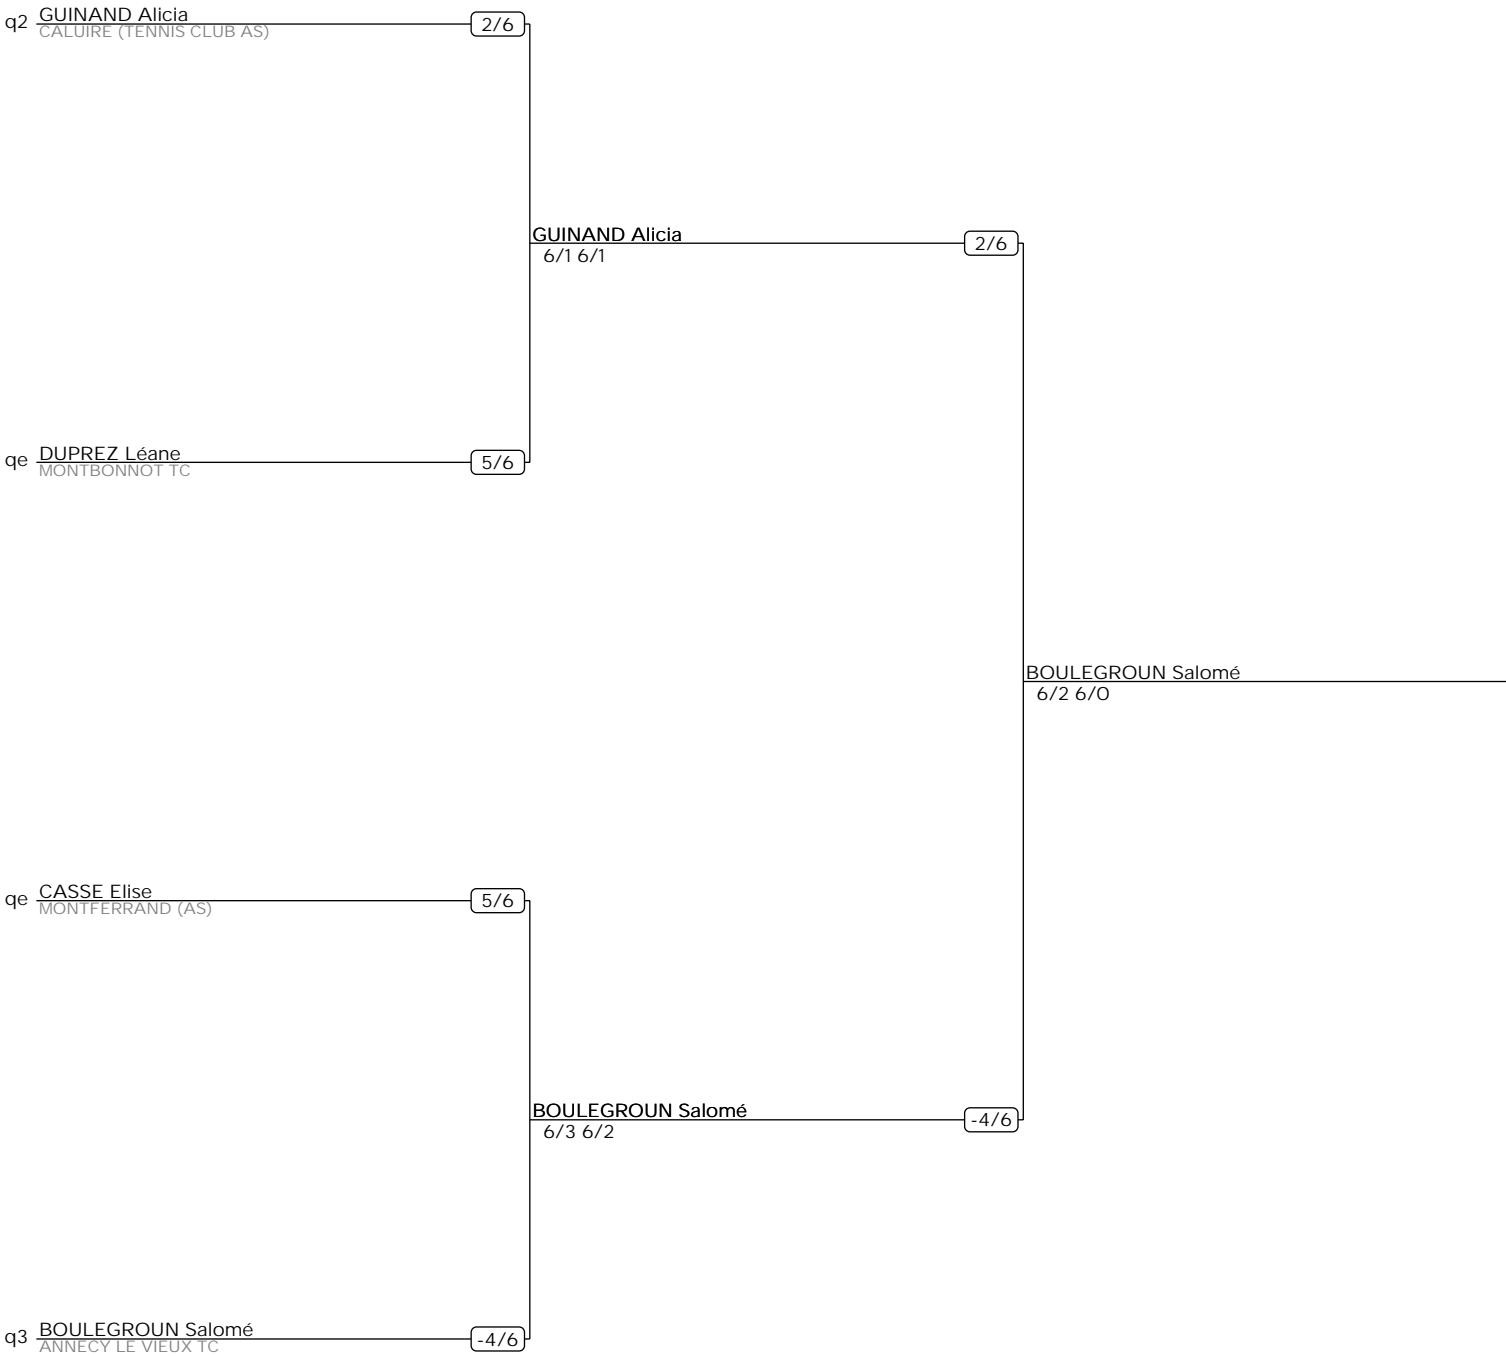 q2 GUINAND Alicia 2/6
CALUIRE (TENNIS CLUB AS)
GUINAND Alicia 2/6
6/1 6/1
qe DUPREZ Léane 5/6
MONTBONNOT TC
BOULEGROUN Salomé
6/2 6/0
qe CASSE Elise 5/6
MONTFERRAND (AS)
BOULEGROUN Salomé -4/6
6/3 6/2
q3 BOULEGROUN Salomé -4/6
ANNECY LE VIEUX TC